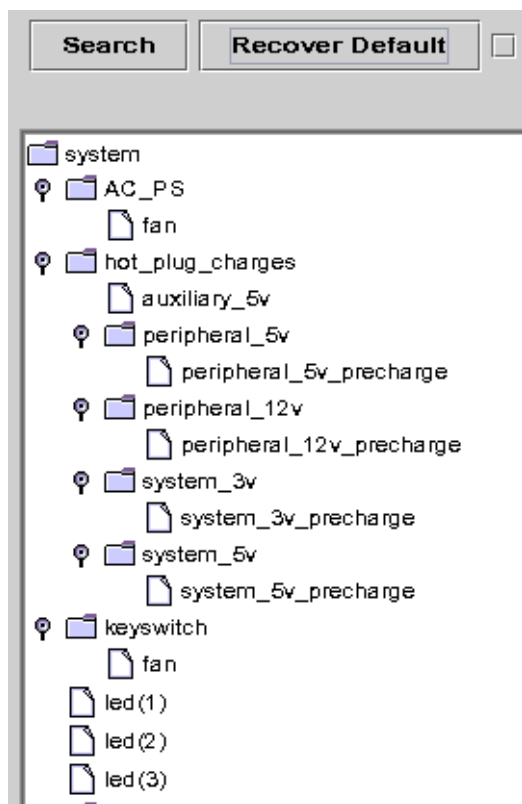 Search Recover Default
system
AC_PS
fan
hot_plug_charges
auxiliary_5v
peripheral_5v
peripheral_5v_precharge
peripheral_12v
peripheral_12v_precharge
system_3v
system_3v_precharge
system_5v
system_5v_precharge
keyswitch
fan
led(1)
led(2)
led(3)